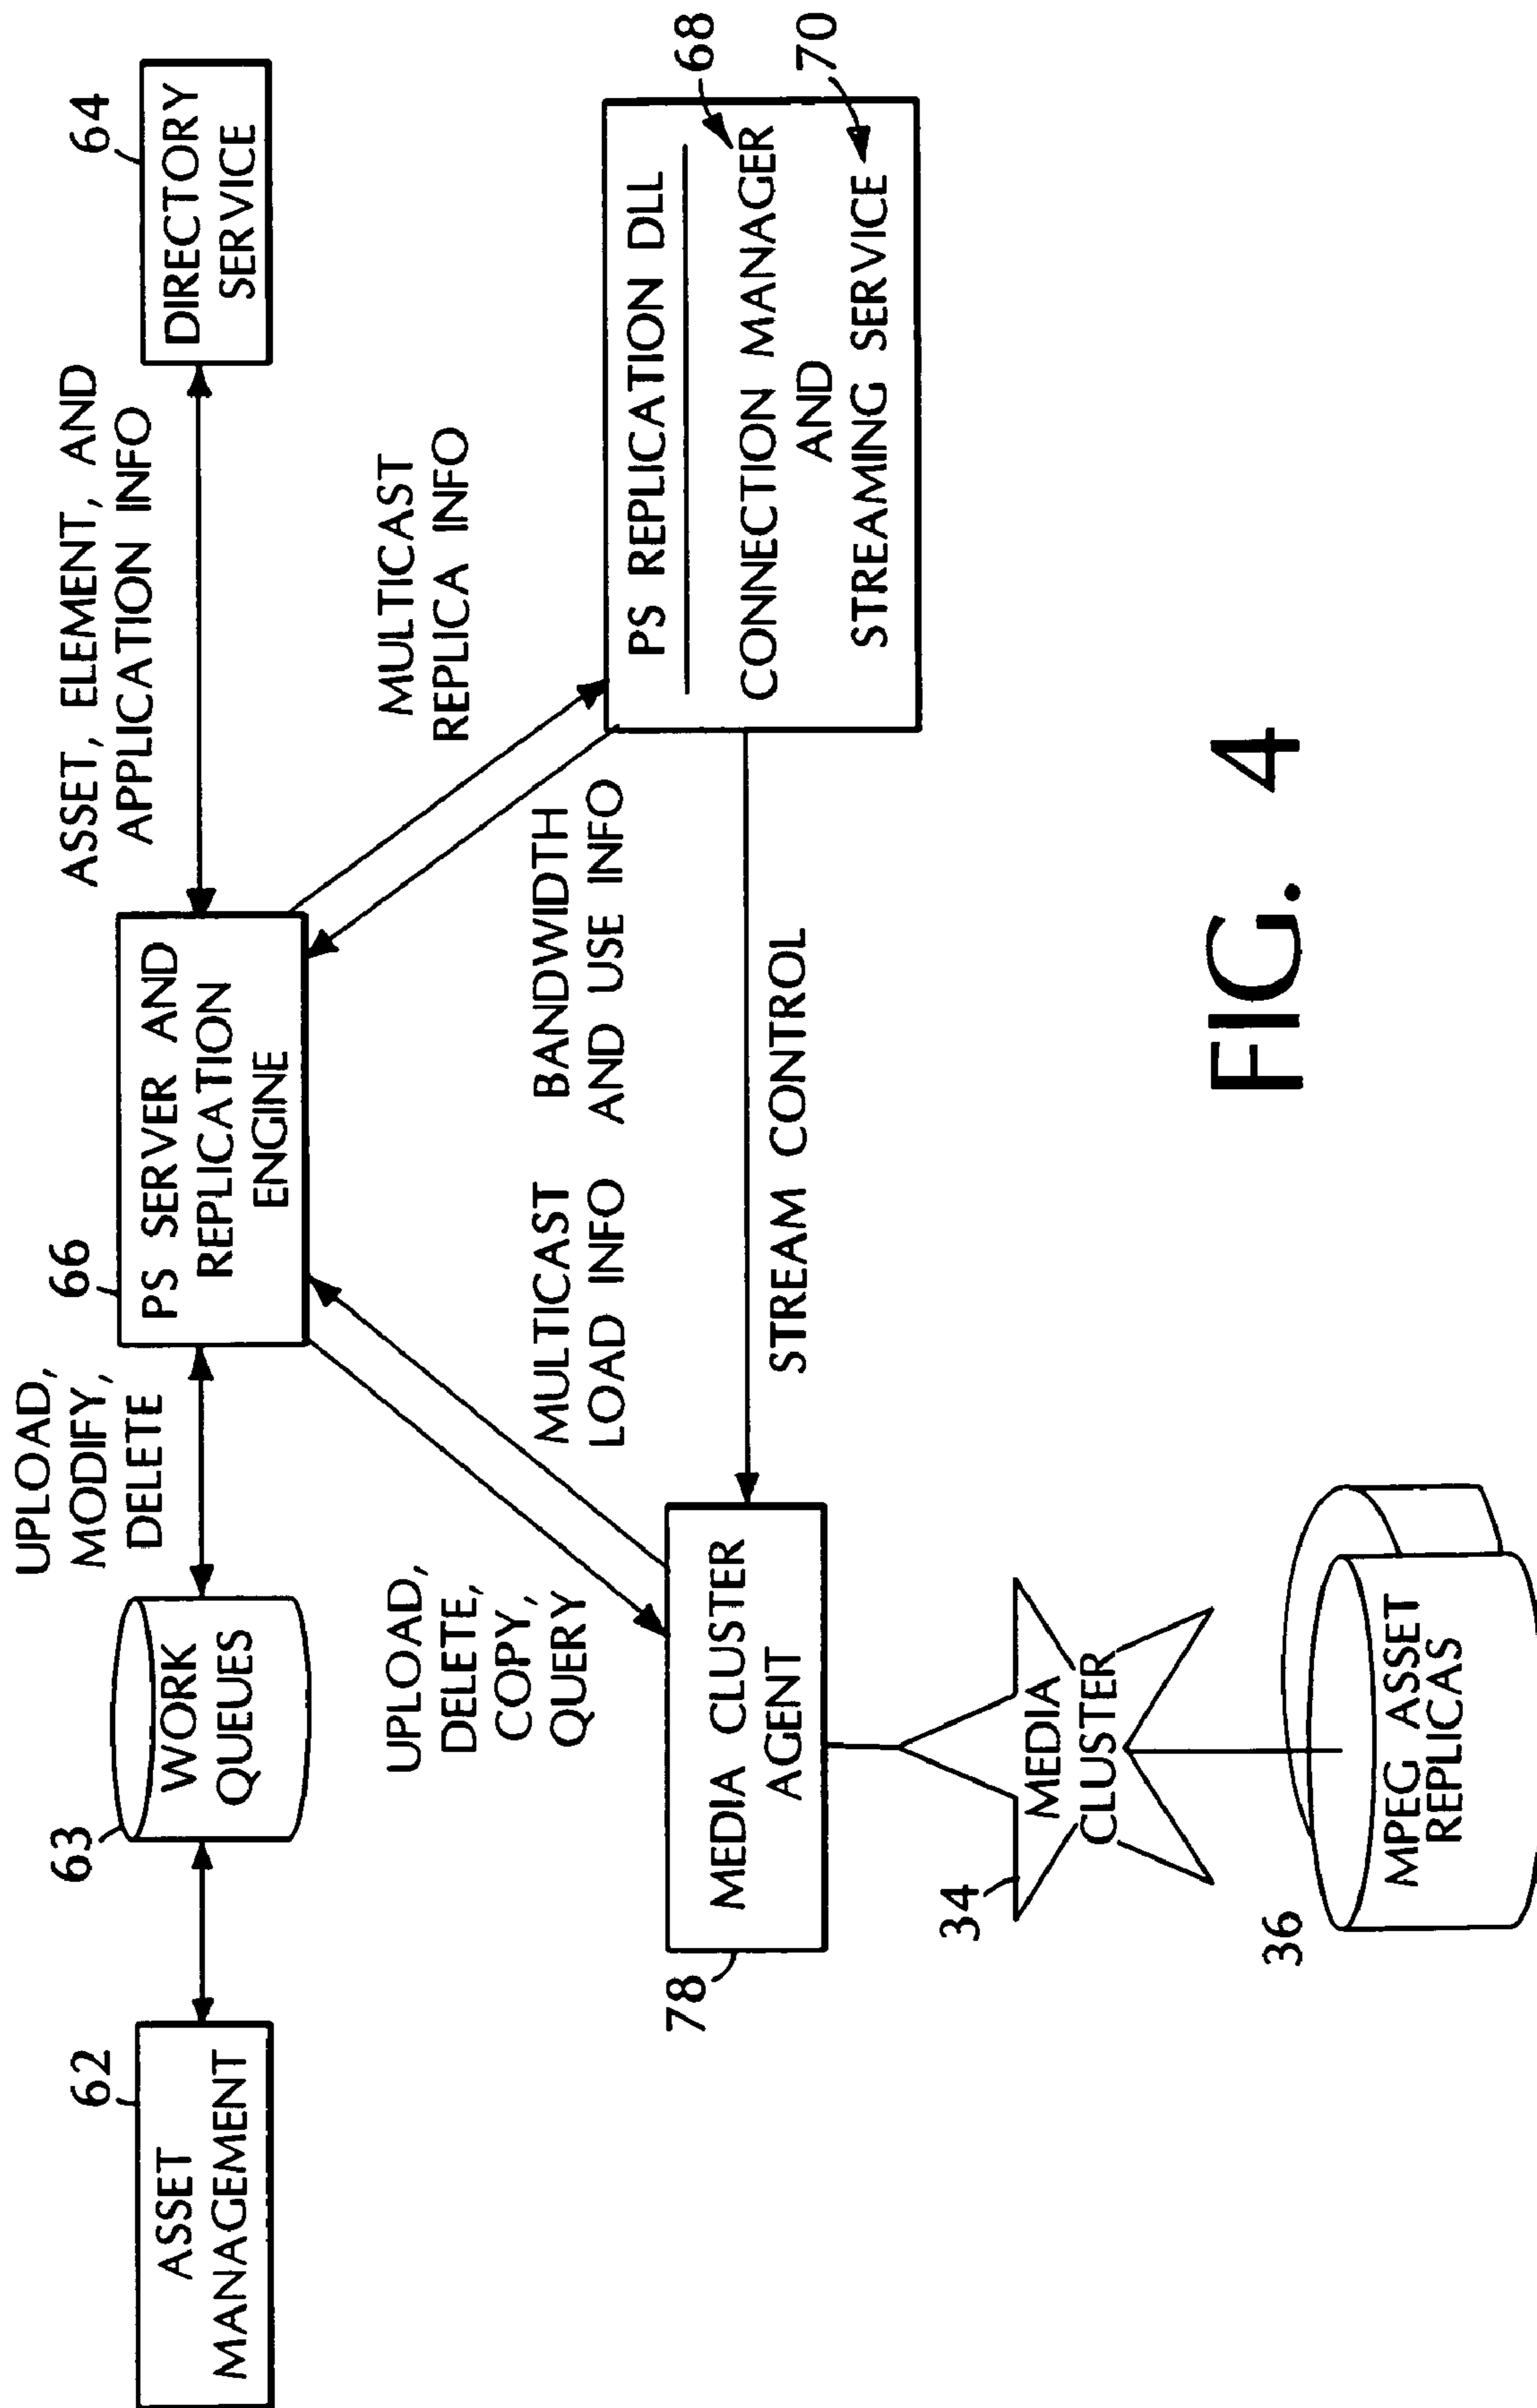 62
ASSET
MANAGEMENT
63
WORK
QUEUES
UPLOAD,
MODIFY,
DELETE
66
PS SERVER AND
REPLICATION
ENGINE
ASSET, ELEMENT, AND
APPLICATION INFO
64
DIRECTORY
SERVICE
UPLOAD,
DELETE,
COPY,
QUERY
MULTICAST
LOAD INFO
BANDWIDTH
AND USE INFO
MULTICAST
REPLICA INFO
78
MEDIA CLUSTER
AGENT
STREAM CONTROL
PS REPLICATION DLL
CONNECTION MANAGER
AND
STREAMING SERVICE
68
70
34
MEDIA
CLUSTER
36
MPEG ASSET
REPLICAS
FIG. 4